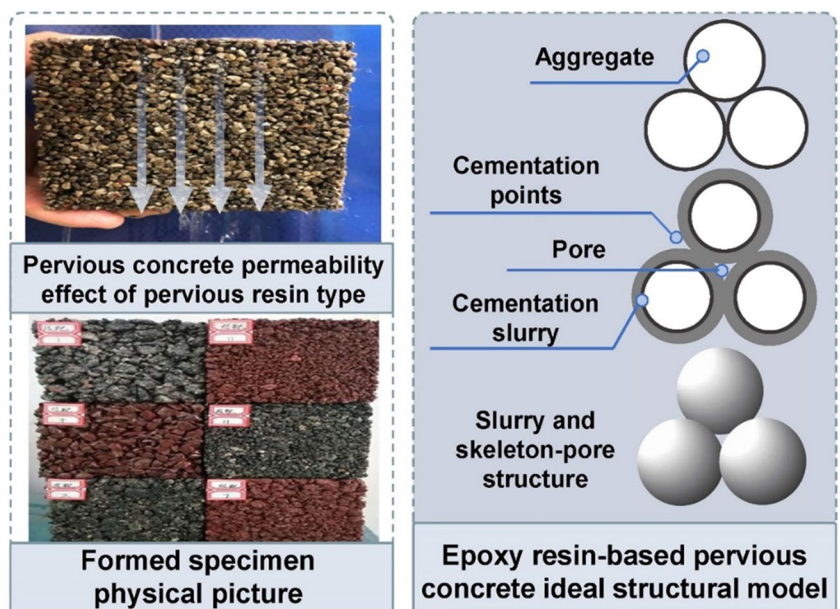 Pervious concrete permeability
effect of pervious resin type
Formed specimen
physical picture
Aggregate
Cementation
points
Pore
Cementation
slurry
Slurry and
skeleton-pore
structure
Epoxy resin-based pervious
concrete ideal structural model